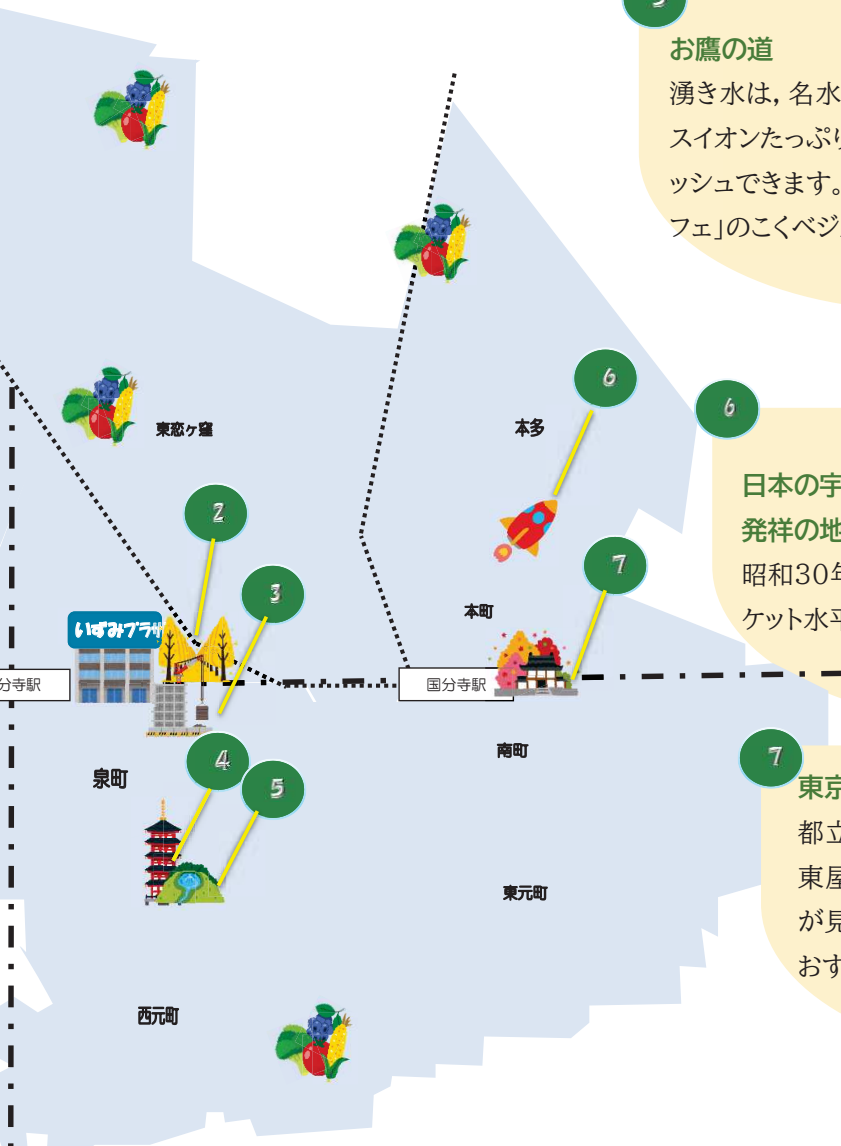 5
お鷹の道
湧き水は，名水
スイオンたっぷり
ッシュできます。
フェ」のこくベジ
東恋ヶ窪
本多
6
6
日本の宇
発祥の地
昭和30年
ケット水平
2
3
7
本町
いずみプラザ
分寺駅
国分寺駅
南町
泉町
4
5
7
東京
都立
東屋
が見
おす
東元町
西元町